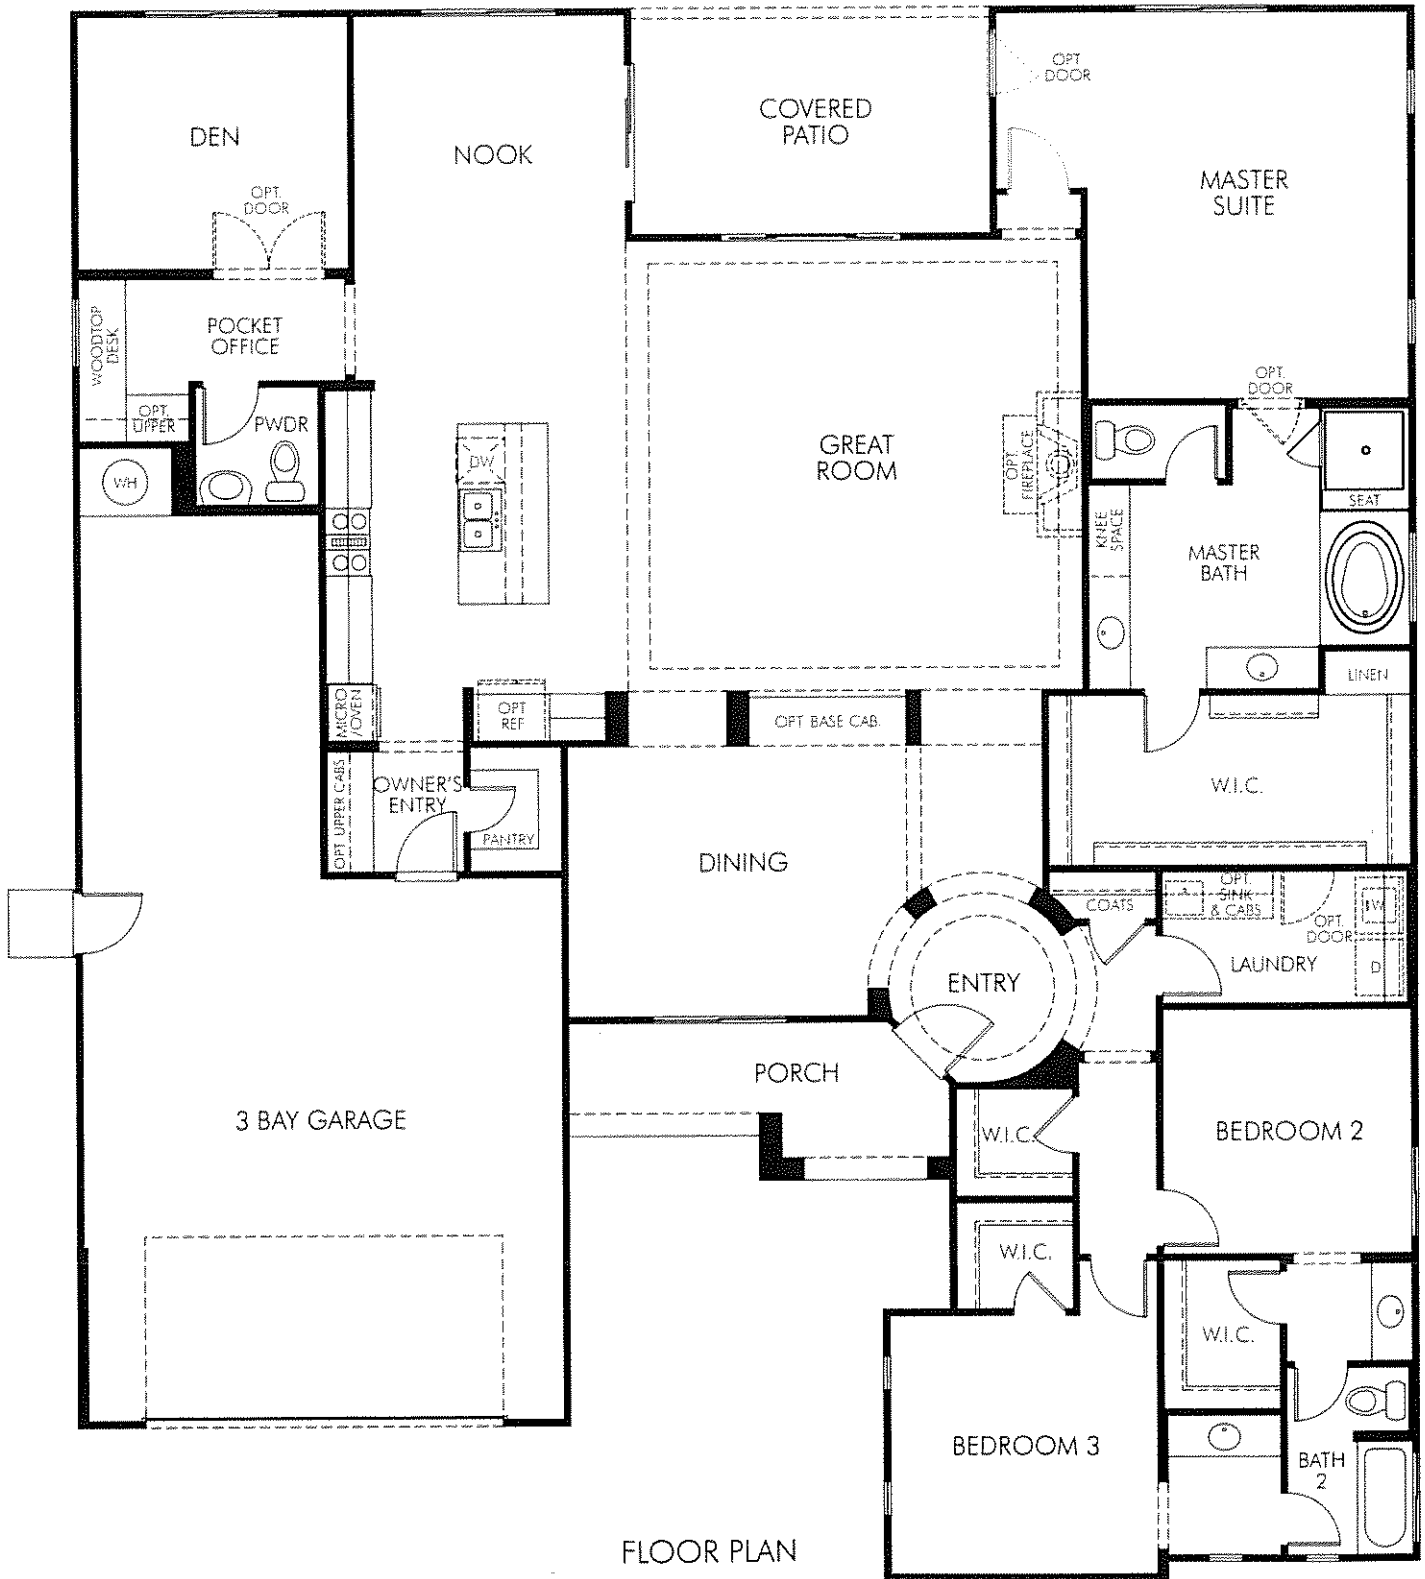 DEN
OPT.
DOOR
NOOK
COVERED
PATIO
OPT
DOOR
MASTER
SUITE
WOODTOP
DESK
POCKET
OFFICE
OPT.
UPPER
PWDR
WH
DW
GREAT
ROOM
OPT.
FIREPLACE
OPT.
DOOR
SEAT
KNEE
SPACE
MASTER
BATH
LINEN
MICRO
/OVEN
OPT
REF
OPT BASE CAB.
OPT UPPER CABS
OWNER'S
ENTRY
PANTRY
DINING
W.I.C.
COATS
OPT.
SINK
& CABS
OPT.
DOOR
W
D
LAUNDRY
ENTRY
PORCH
3 BAY GARAGE
W.I.C.
BEDROOM 2
W.I.C.
W.I.C.
BEDROOM 3
BATH
2
FLOOR PLAN